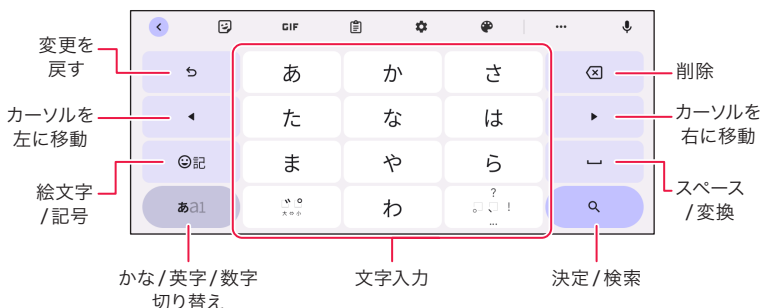 GIF
変更を
戻す
あ か さ
削除
カーソルを
左に移動
た な は
カーソルを
右に移動
絵文字
/記号
記
ま や ら
スペース
/変換
あa1
大⇔小
わ
? 。 、 ! …
かな/英字/数字
切り替え
文字入力
決定/検索